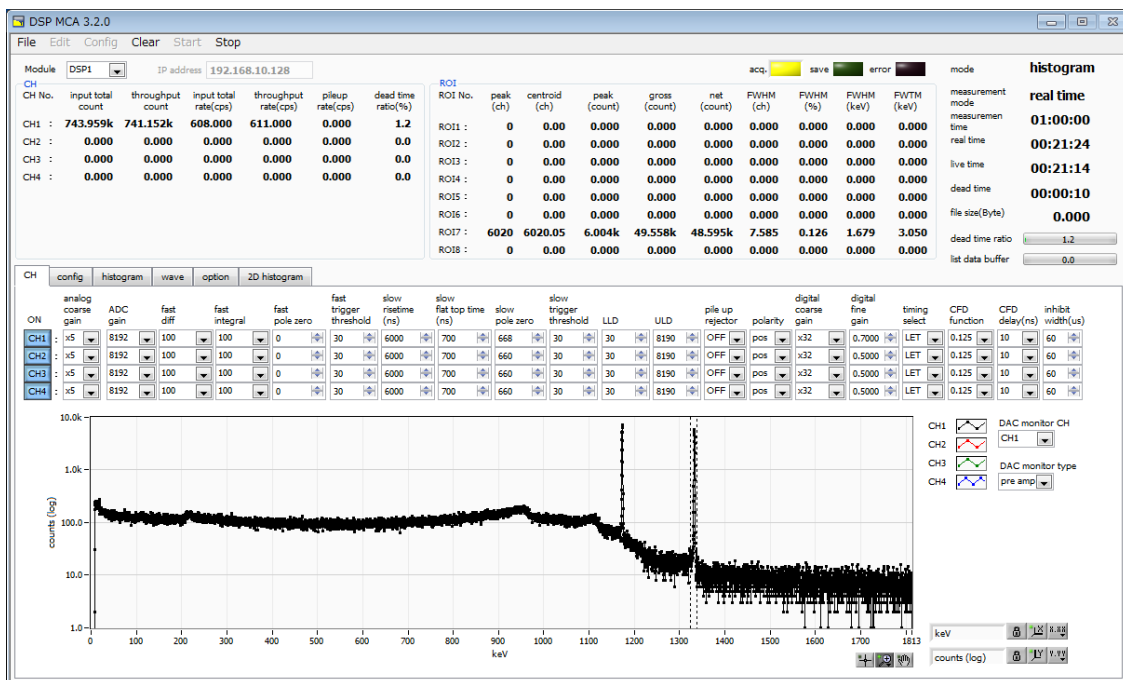 DSP MCA 3.2.0
File Edit Config Clear Start Stop
Module DSP1 IP address 192.168.10.128 acq. save error mode histogram
CH
CH No. input total count throughput count input total rate(cps) throughput rate(cps) pileup rate(cps) dead time ratio(%)
CH1 : 743.959k 741.152k 608.000 611.000 0.000 1.2
CH2 : 0.000 0.000 0.000 0.000 0.000 0.0
CH3 : 0.000 0.000 0.000 0.000 0.000 0.0
CH4 : 0.000 0.000 0.000 0.000 0.000 0.0
ROI
ROI No. peak (ch) centroid (ch) peak (count) gross (count) net (count) FWHM (ch) FWHM (%) FWHM (keV) FWTM (keV)
ROI1 : 0 0.00 0.000 0.000 0.000 0.000 0.000 0.000 0.000
ROI2 : 0 0.00 0.000 0.000 0.000 0.000 0.000 0.000 0.000
ROI3 : 0 0.00 0.000 0.000 0.000 0.000 0.000 0.000 0.000
ROI4 : 0 0.00 0.000 0.000 0.000 0.000 0.000 0.000 0.000
ROI5 : 0 0.00 0.000 0.000 0.000 0.000 0.000 0.000 0.000
ROI6 : 0 0.00 0.000 0.000 0.000 0.000 0.000 0.000 0.000
ROI7 : 6020 6020.05 6.004k 49.558k 48.595k 7.585 0.126 1.679 3.050
ROI8 : 0 0.00 0.000 0.000 0.000 0.000 0.000 0.000 0.000
measurement mode real time
measuremen time 01:00:00
real time 00:21:24
live time 00:21:14
dead time 00:00:10
file size(Byte) 0.000
dead time ratio 1.2
list data buffer 0.0
CH config histogram wave option 2D histogram
ON analog coarse gain ADC gain fast diff fast integral fast pole zero fast trigger threshold slow risetime (ns) slow flat top time (ns) slow pole zero slow trigger threshold LLD ULD pile up rejector polarity digital coarse gain digital fine gain timing select CFD function CFD delay(ns) inhibit width(us)
CH1 : x5 8192 100 100 0 30 6000 700 668 30 30 8190 OFF pos x32 0.7000 LET 0.125 10 60
CH2 : x5 8192 100 100 0 30 6000 700 660 30 30 8190 OFF pos x32 0.5000 LET 0.125 10 60
CH3 : x5 8192 100 100 0 30 6000 700 660 30 30 8190 OFF pos x32 0.5000 LET 0.125 10 60
CH4 : x5 8192 100 100 0 30 6000 700 660 30 30 8190 OFF pos x32 0.5000 LET 0.125 10 60
counts (log)
10.0k
1.0k
100.0
10.0
1.0
0 100 200 300 400 500 600 700 800 900 1000 1100 1200 1300 1400 1500 1600 1700 1813
keV
CH1
CH2
CH3
CH4
DAC monitor CH
CH1
DAC monitor type
pre amp
keV X X.XX
counts (log) Y Y.YY